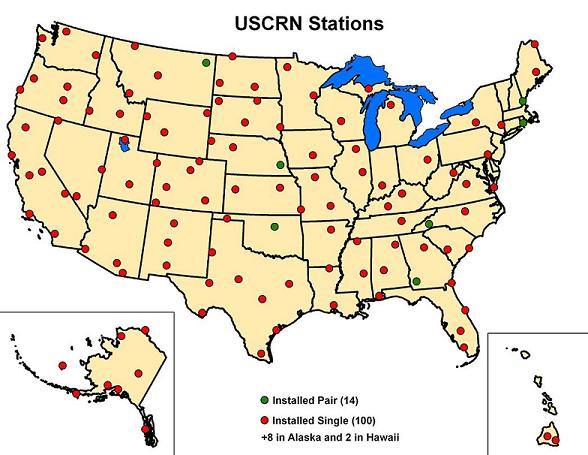 USCRN Stations
Installed Pair (14)
Installed Single (100)
+8 in Alaska and 2 in Hawaii